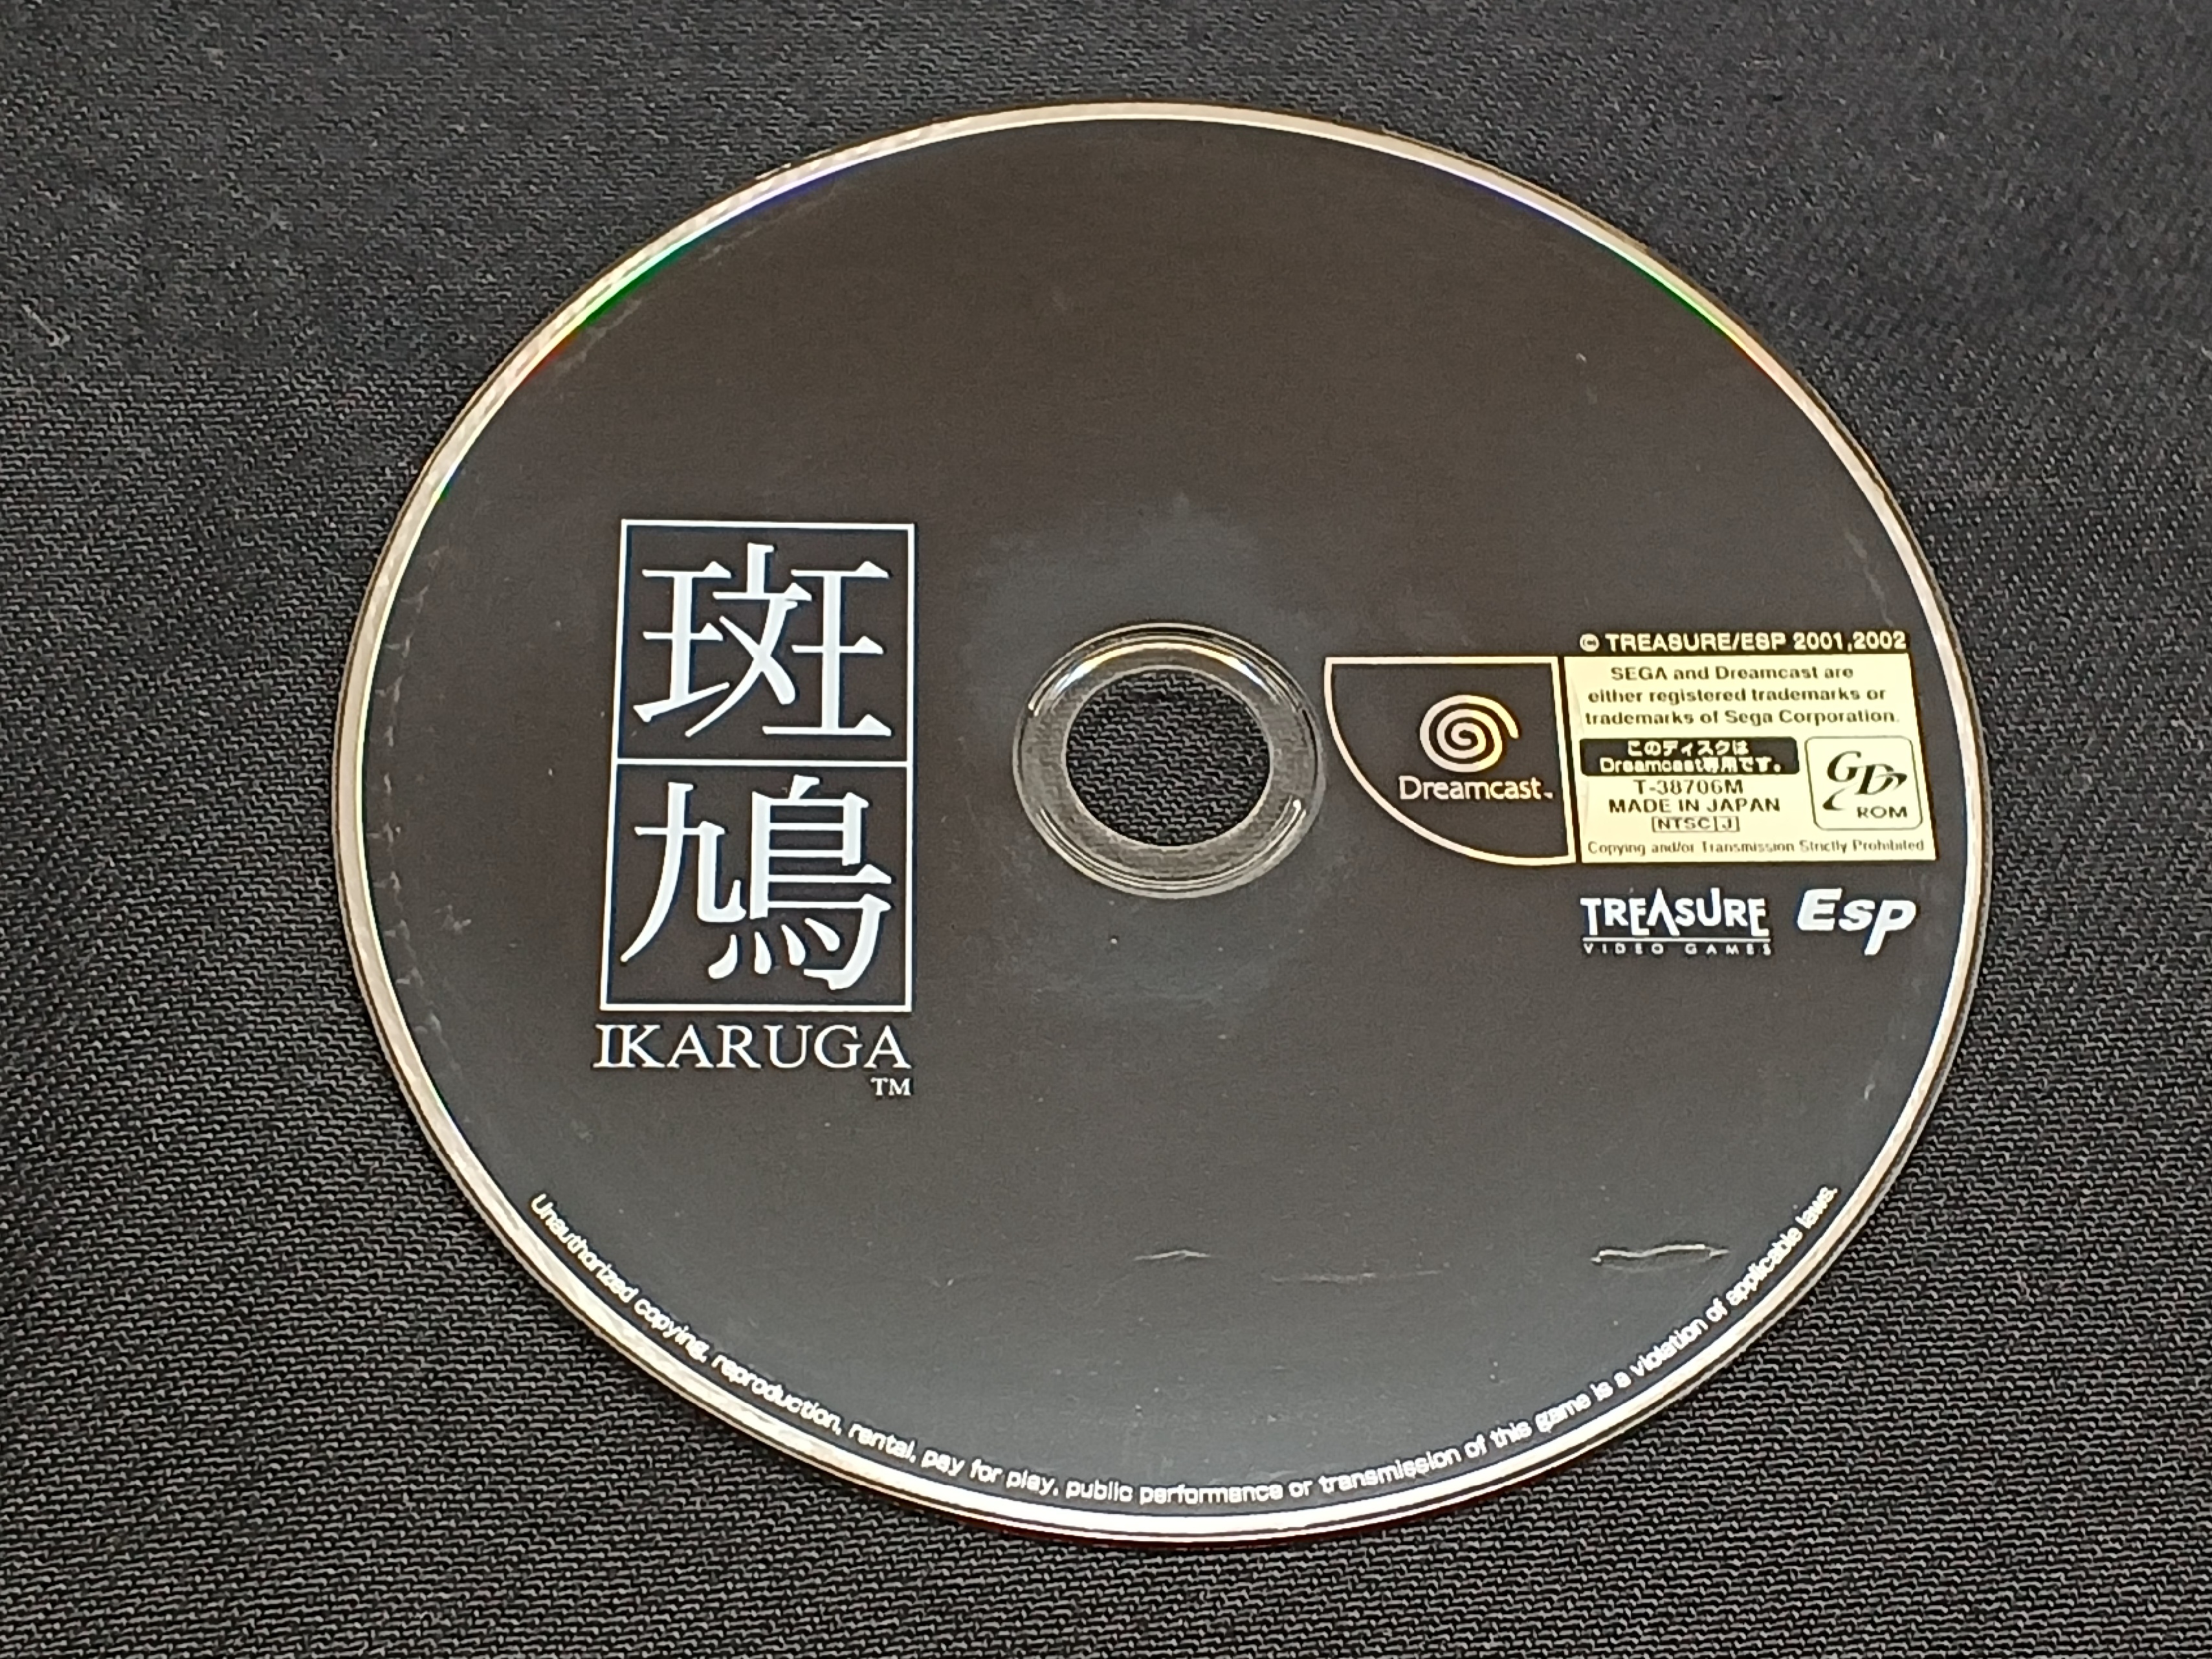 斑
鳩
IKARUGA
TM
© TREASURE/ESP 2001,2002
SEGA and Dreamcast are
either registered trademarks or
trademarks of Sega Corporation.
このディスクは
Dreamcast専用です。
T-38706M
MADE IN JAPAN
[NTSC|J]
GD
ROM
Copying and/or Transmission Strictly Prohibited
Dreamcast™
TREASURE
VIDEO GAMES
ESP
Unauthorized copying, reproduction, rental, pay for play, public performance or transmission of this game is a violation of applicable laws.